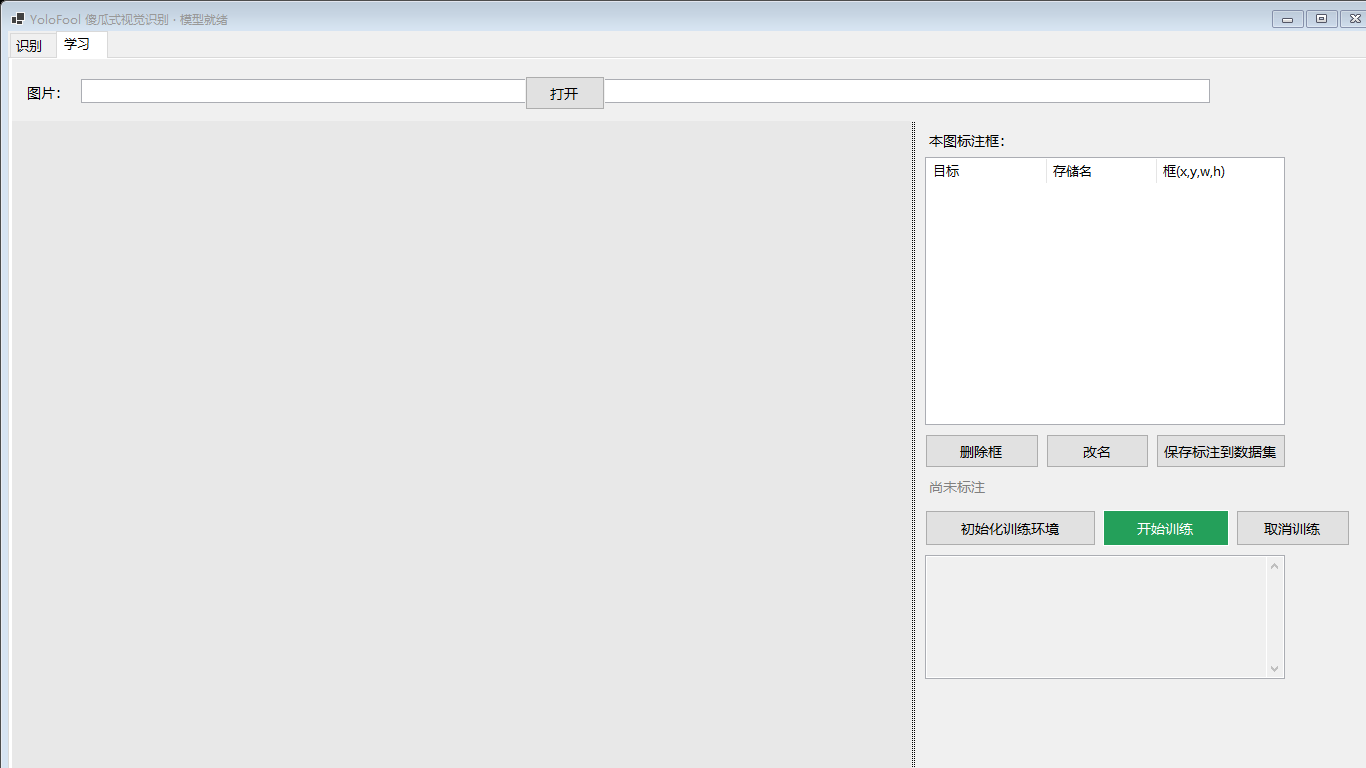 YoloFool 傻瓜式视觉识别 · 模型就绪
识别 学习
图片： 打开
本图标注框：
目标 存储名 框(x,y,w,h)
删除框 改名 保存标注到数据集
尚未标注
初始化训练环境 开始训练 取消训练